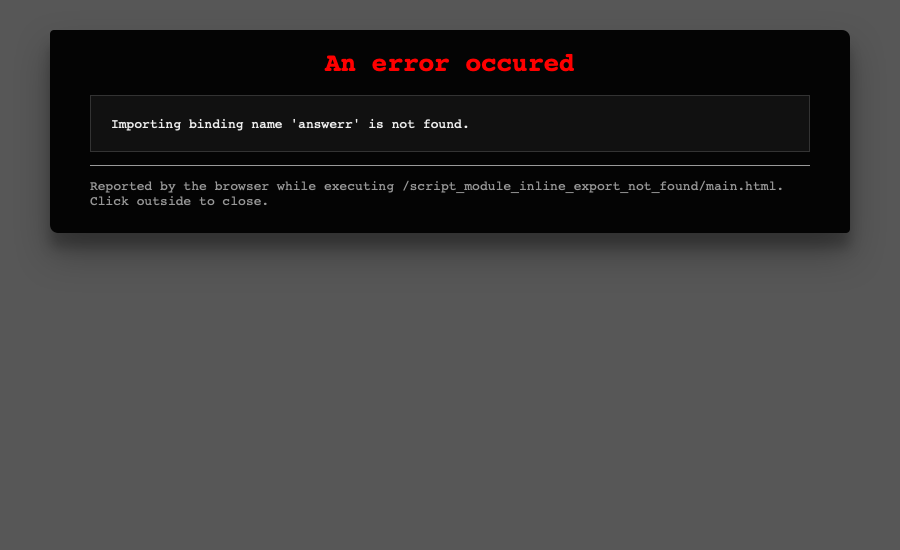 An error occured
Importing binding name 'answerr' is not found.
Reported by the browser while executing /script_module_inline_export_not_found/main.html.
Click outside to close.